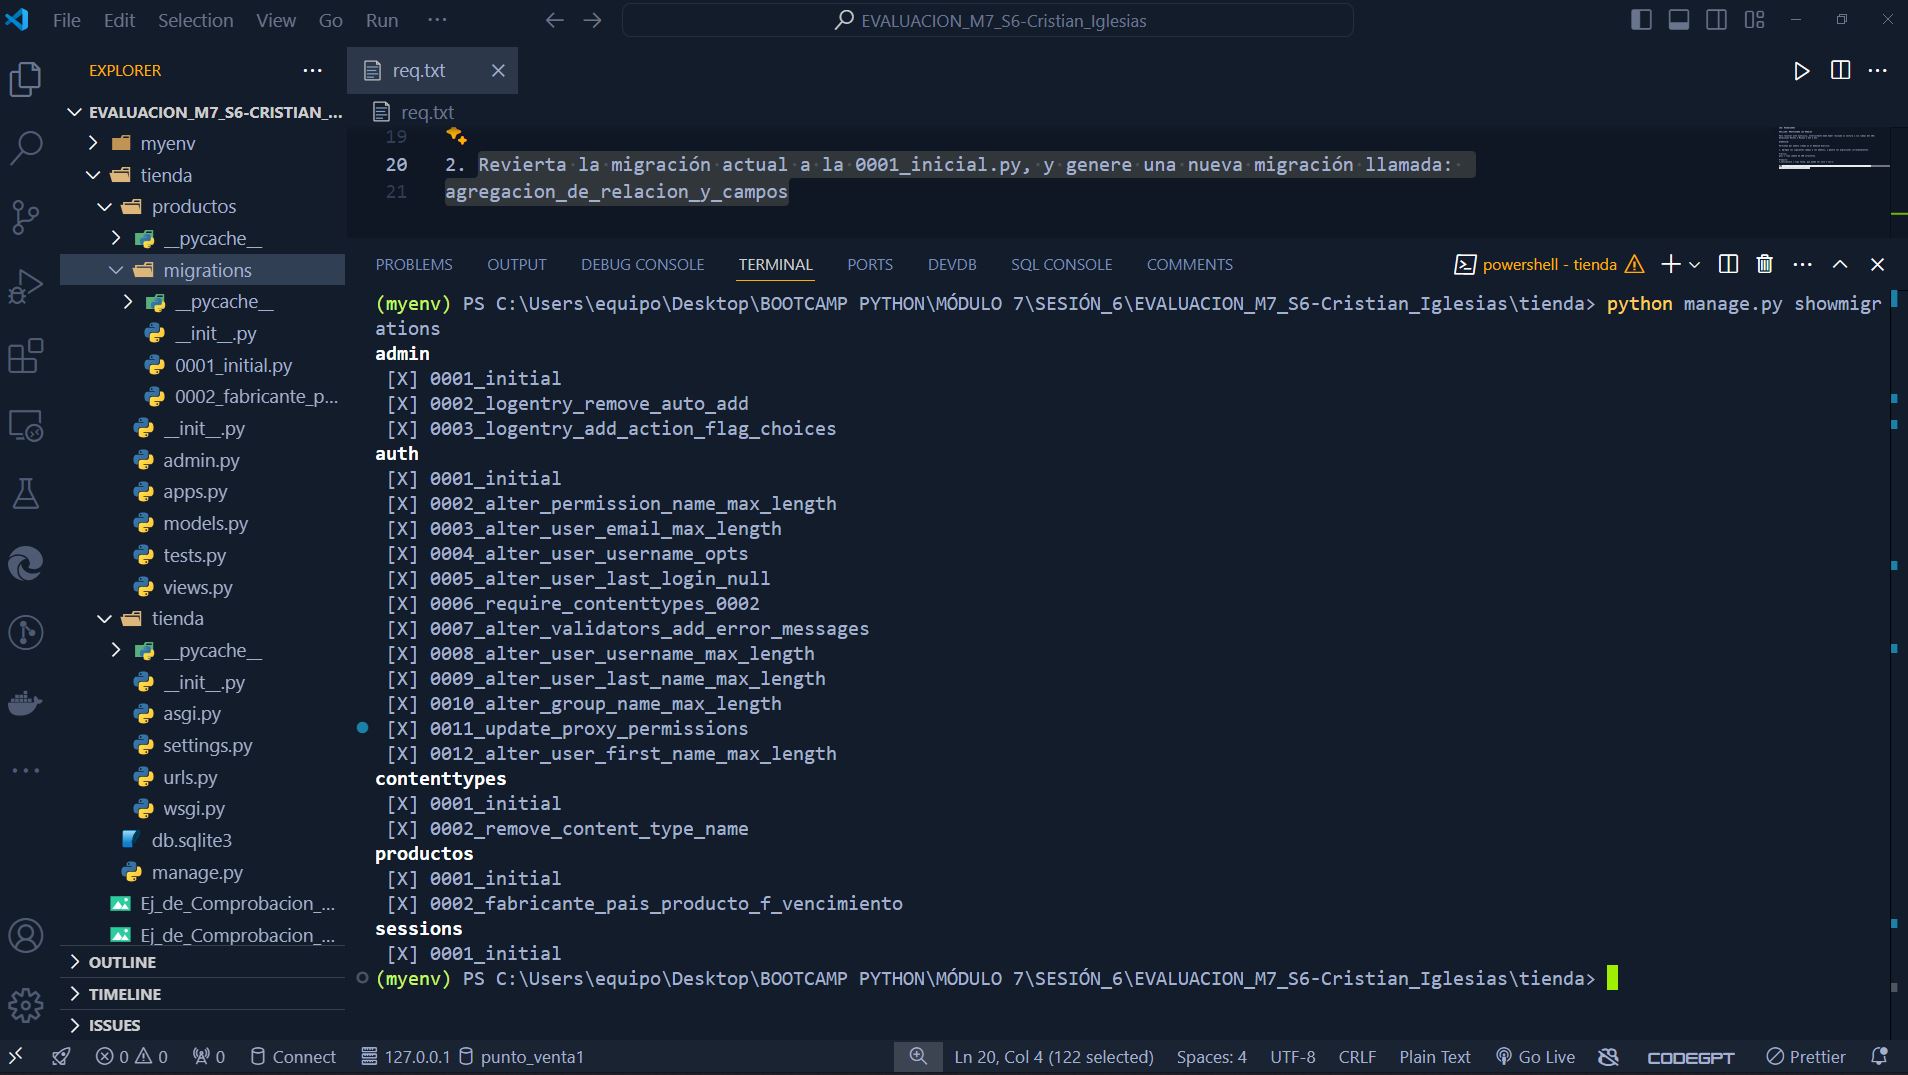 File Edit Selection View Go Run ···
EVALUACION_M7_S6-Cristian_Iglesias
EXPLORER
EVALUACION_M7_S6-CRISTIAN_...
myenv
tienda
productos
__pycache__
migrations
__pycache__
__init__.py
0001_initial.py
0002_fabricante_p...
__init__.py
admin.py
apps.py
models.py
tests.py
views.py
tienda
__pycache__
__init__.py
asgi.py
settings.py
urls.py
wsgi.py
db.sqlite3
manage.py
Ej_de_Comprobacion_...
Ej_de_Comprobacion_...
OUTLINE
TIMELINE
ISSUES
req.txt
req.txt
19
20 2. Revierta la migración actual a la 0001_inicial.py, y genere una nueva migración llamada:
21 agregacion_de_relacion_y_campos
PROBLEMS OUTPUT DEBUG CONSOLE TERMINAL PORTS DEVDB SQL CONSOLE COMMENTS
powershell - tienda
(myenv) PS C:\Users\equipo\Desktop\BOOTCAMP PYTHON\MÓDULO 7\SESIÓN_6\EVALUACION_M7_S6-Cristian_Iglesias\tienda> python manage.py showmigr
ations
admin
[X] 0001_initial
[X] 0002_logentry_remove_auto_add
[X] 0003_logentry_add_action_flag_choices
auth
[X] 0001_initial
[X] 0002_alter_permission_name_max_length
[X] 0003_alter_user_email_max_length
[X] 0004_alter_user_username_opts
[X] 0005_alter_user_last_login_null
[X] 0006_require_contenttypes_0002
[X] 0007_alter_validators_add_error_messages
[X] 0008_alter_user_username_max_length
[X] 0009_alter_user_last_name_max_length
[X] 0010_alter_group_name_max_length
[X] 0011_update_proxy_permissions
[X] 0012_alter_user_first_name_max_length
contenttypes
[X] 0001_initial
[X] 0002_remove_content_type_name
productos
[X] 0001_initial
[X] 0002_fabricante_pais_producto_f_vencimiento
sessions
[X] 0001_initial
(myenv) PS C:\Users\equipo\Desktop\BOOTCAMP PYTHON\MÓDULO 7\SESIÓN_6\EVALUACION_M7_S6-Cristian_Iglesias\tienda>
0 0 0 Connect 127.0.0.1 punto_venta1 Ln 20, Col 4 (122 selected) Spaces: 4 UTF-8 CRLF Plain Text Go Live CODEGPT Prettier